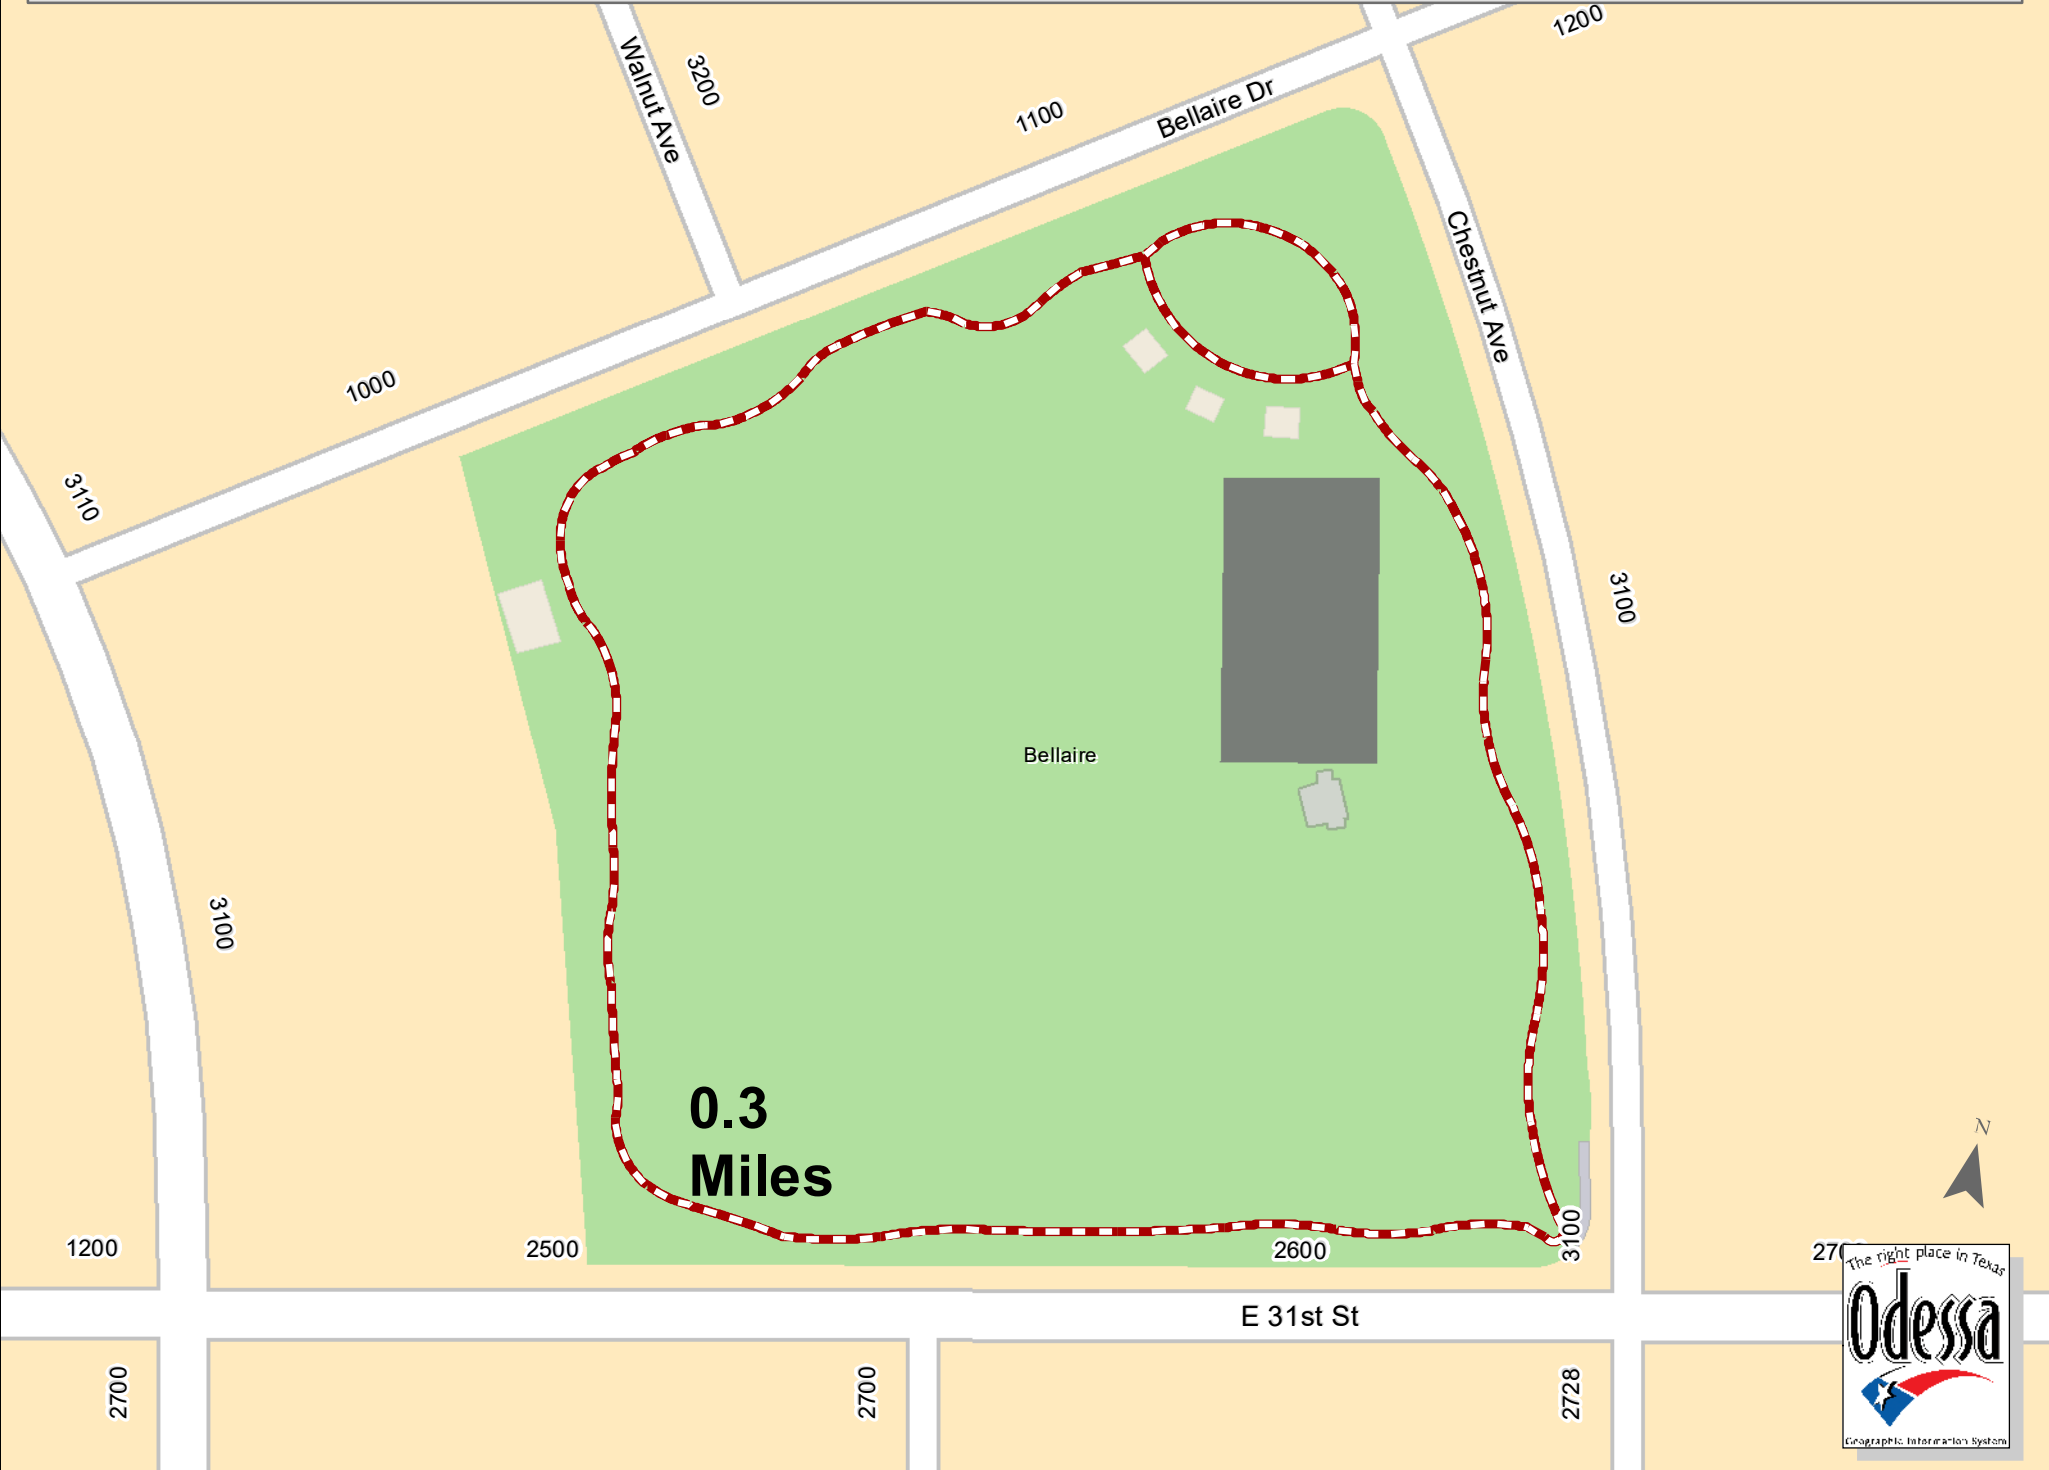 1200
Walnut Ave
3200
1100
Bellaire Dr
Chestnut Ave
1000
3110
3100
Bellaire
3100
0.3
Miles
N
1200
2500
2600
3100
The right place in Texas
Odessa
Geographic Information System
E 31st St
2700
2700
2728